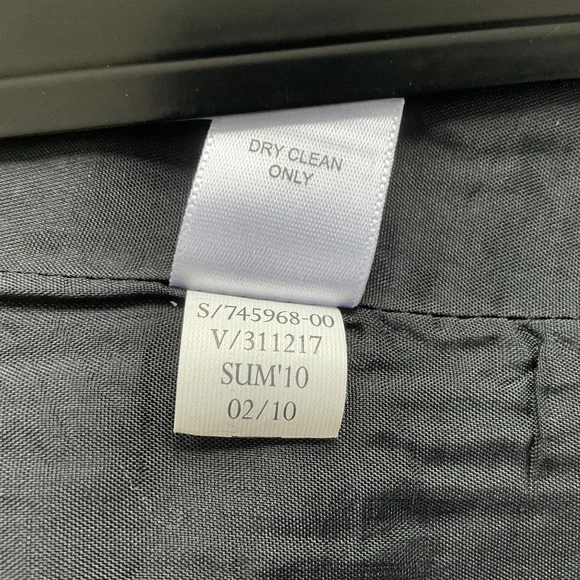 DRY CLEAN
ONLY
S/745968-00
V/311217
SUM'10
02/10